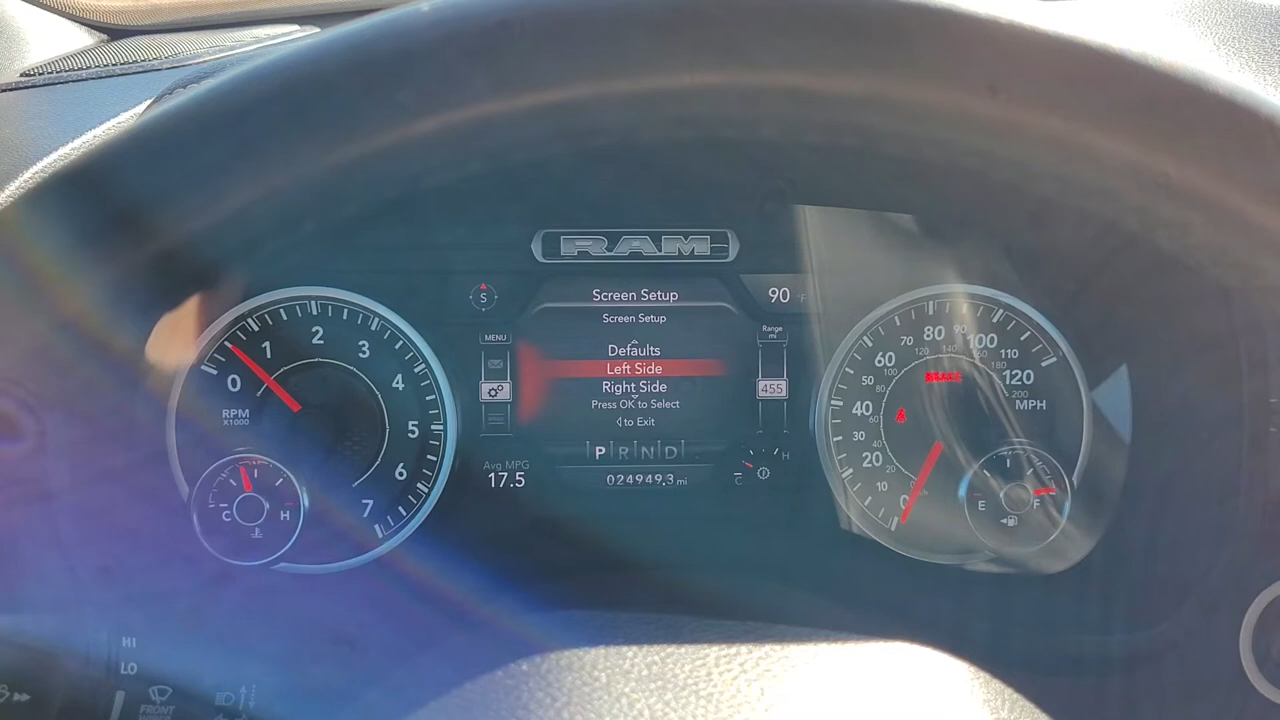 RAM
S
Screen Setup
90 °F
Screen Setup
MENU
Range
mi
Defaults
Left Side
Right Side
Press OK to Select
to Exit
455
P R N D
024949.3 mi
Avg MPG
17.5
C H
0 1 2 3 4 5 6 7
RPM
X1000
C H
0 10 20 30 40 50 60 70 80 90 100 110 120
MPH
80 100 120 140 160 180 200
BRAKE
E F
HI
LO
FRONT